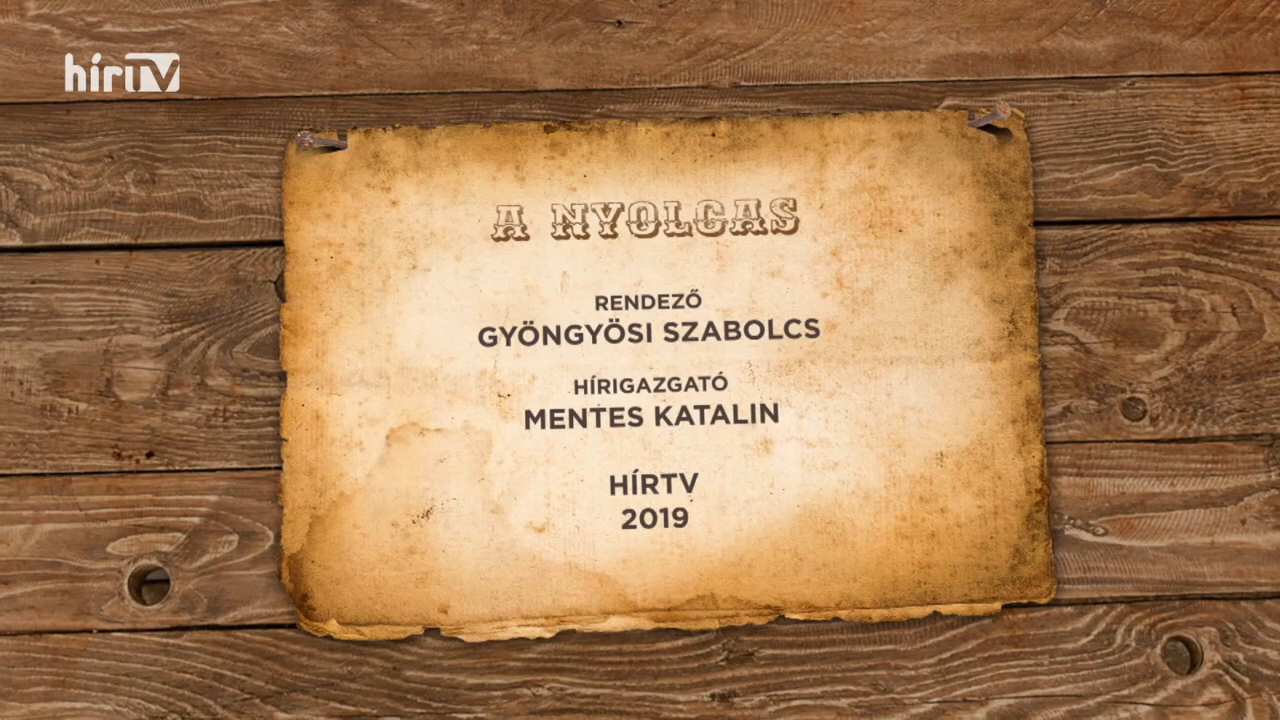 hírTV
A NYOLCAS
RENDEZŐ
GYÖNGYÖSI SZABOLCS
HÍRIGAZGATÓ
MENTES KATALIN
HÍRTV
2019